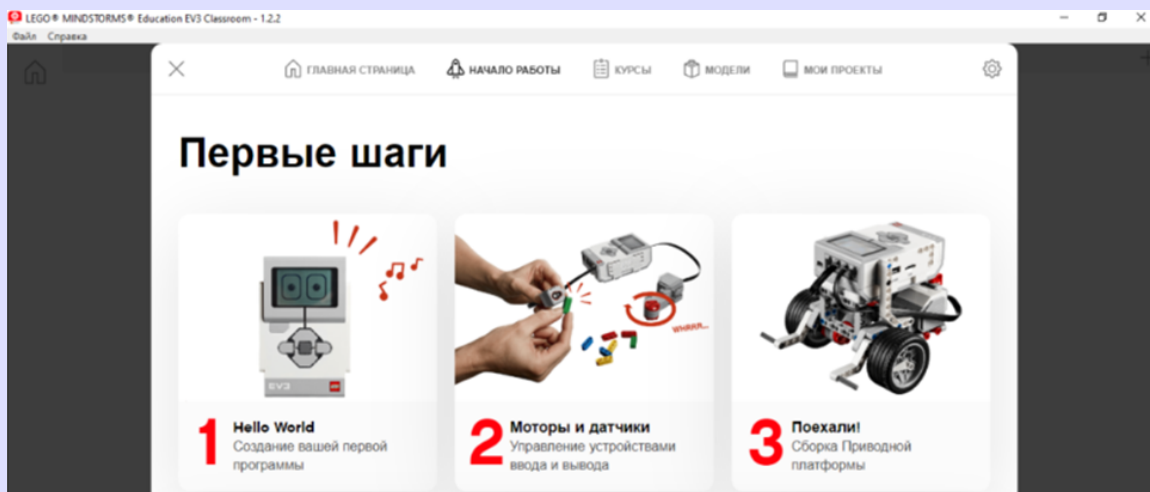 LEGO® MINDSTORMS® Education EV3 Classroom - 1.2.2
Файл Справка
ГЛАВНАЯ СТРАНИЦА НАЧАЛО РАБОТЫ КУРСЫ МОДЕЛИ МОИ ПРОЕКТЫ
Первые шаги
WHRRR...
EV3
1 Hello World
Создание вашей первой
программы
2 Моторы и датчики
Управление устройствами
ввода и вывода
3 Поехали!
Сборка Приводной
платформы